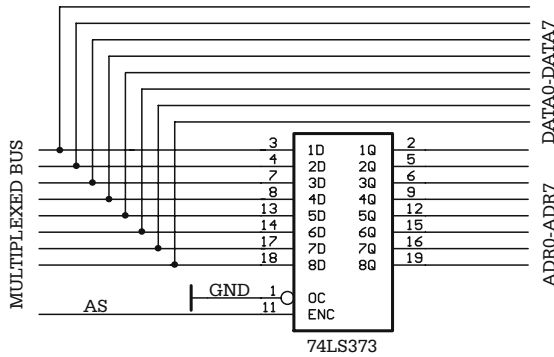 DATA0-DATA7
MULTIPLEXED BUS
3 1D 1Q 2
4 2D 2Q 5
7 3D 3Q 6
8 4D 4Q 9
13 5D 5Q 12
14 6D 6Q 15
17 7D 7Q 16
18 8D 8Q 19
ADR0-ADR7
GND 1 OC
AS 11 ENC
74LS373